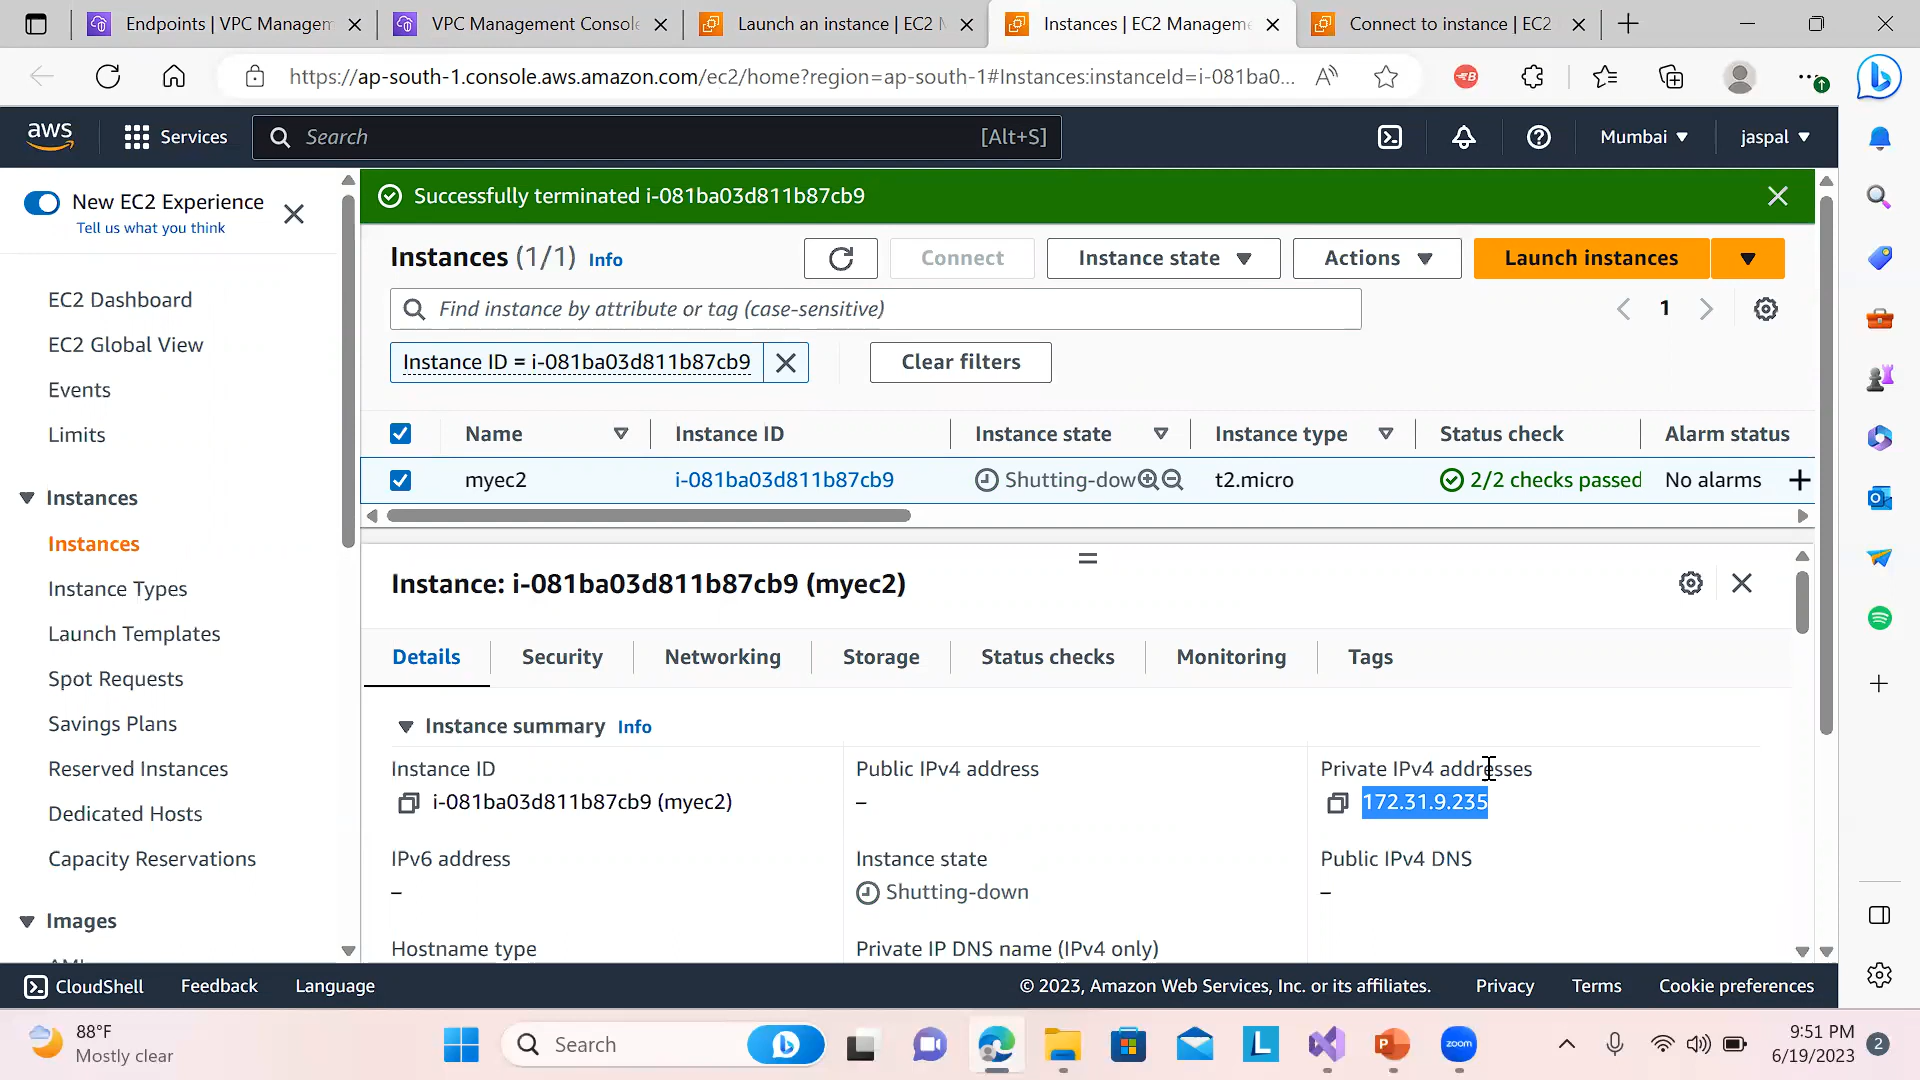 Endpoints | VPC Managem
VPC Management Consol
Launch an instance | EC2 M
Instances | EC2 Manageme
Connect to instance | EC2
https://ap-south-1.console.aws.amazon.com/ec2/home?region=ap-south-1#Instances:instanceId=i-081ba0...
aws
Services
Search
[Alt+S]
Mumbai
jaspal
New EC2 Experience
Tell us what you think
EC2 Dashboard
EC2 Global View
Events
Limits
Instances
Instances
Instance Types
Launch Templates
Spot Requests
Savings Plans
Reserved Instances
Dedicated Hosts
Capacity Reservations
Images
Successfully terminated i-081ba03d811b87cb9
Instances (1/1) Info
Connect
Instance state
Actions
Launch instances
Find instance by attribute or tag (case-sensitive)
1
Instance ID = i-081ba03d811b87cb9
Clear filters
Name
Instance ID
Instance state
Instance type
Status check
Alarm status
myec2
i-081ba03d811b87cb9
Shutting-dow
t2.micro
2/2 checks passed
No alarms
Instance: i-081ba03d811b87cb9 (myec2)
Details
Security
Networking
Storage
Status checks
Monitoring
Tags
Instance summary Info
Instance ID
i-081ba03d811b87cb9 (myec2)
Public IPv4 address
–
Private IPv4 addresses
172.31.9.235
IPv6 address
–
Instance state
Shutting-down
Public IPv4 DNS
–
Hostname type
Private IP DNS name (IPv4 only)
CloudShell
Feedback
Language
© 2023, Amazon Web Services, Inc. or its affiliates.
Privacy
Terms
Cookie preferences
88°F
Mostly clear
Search
zoom
9:51 PM
6/19/2023
2